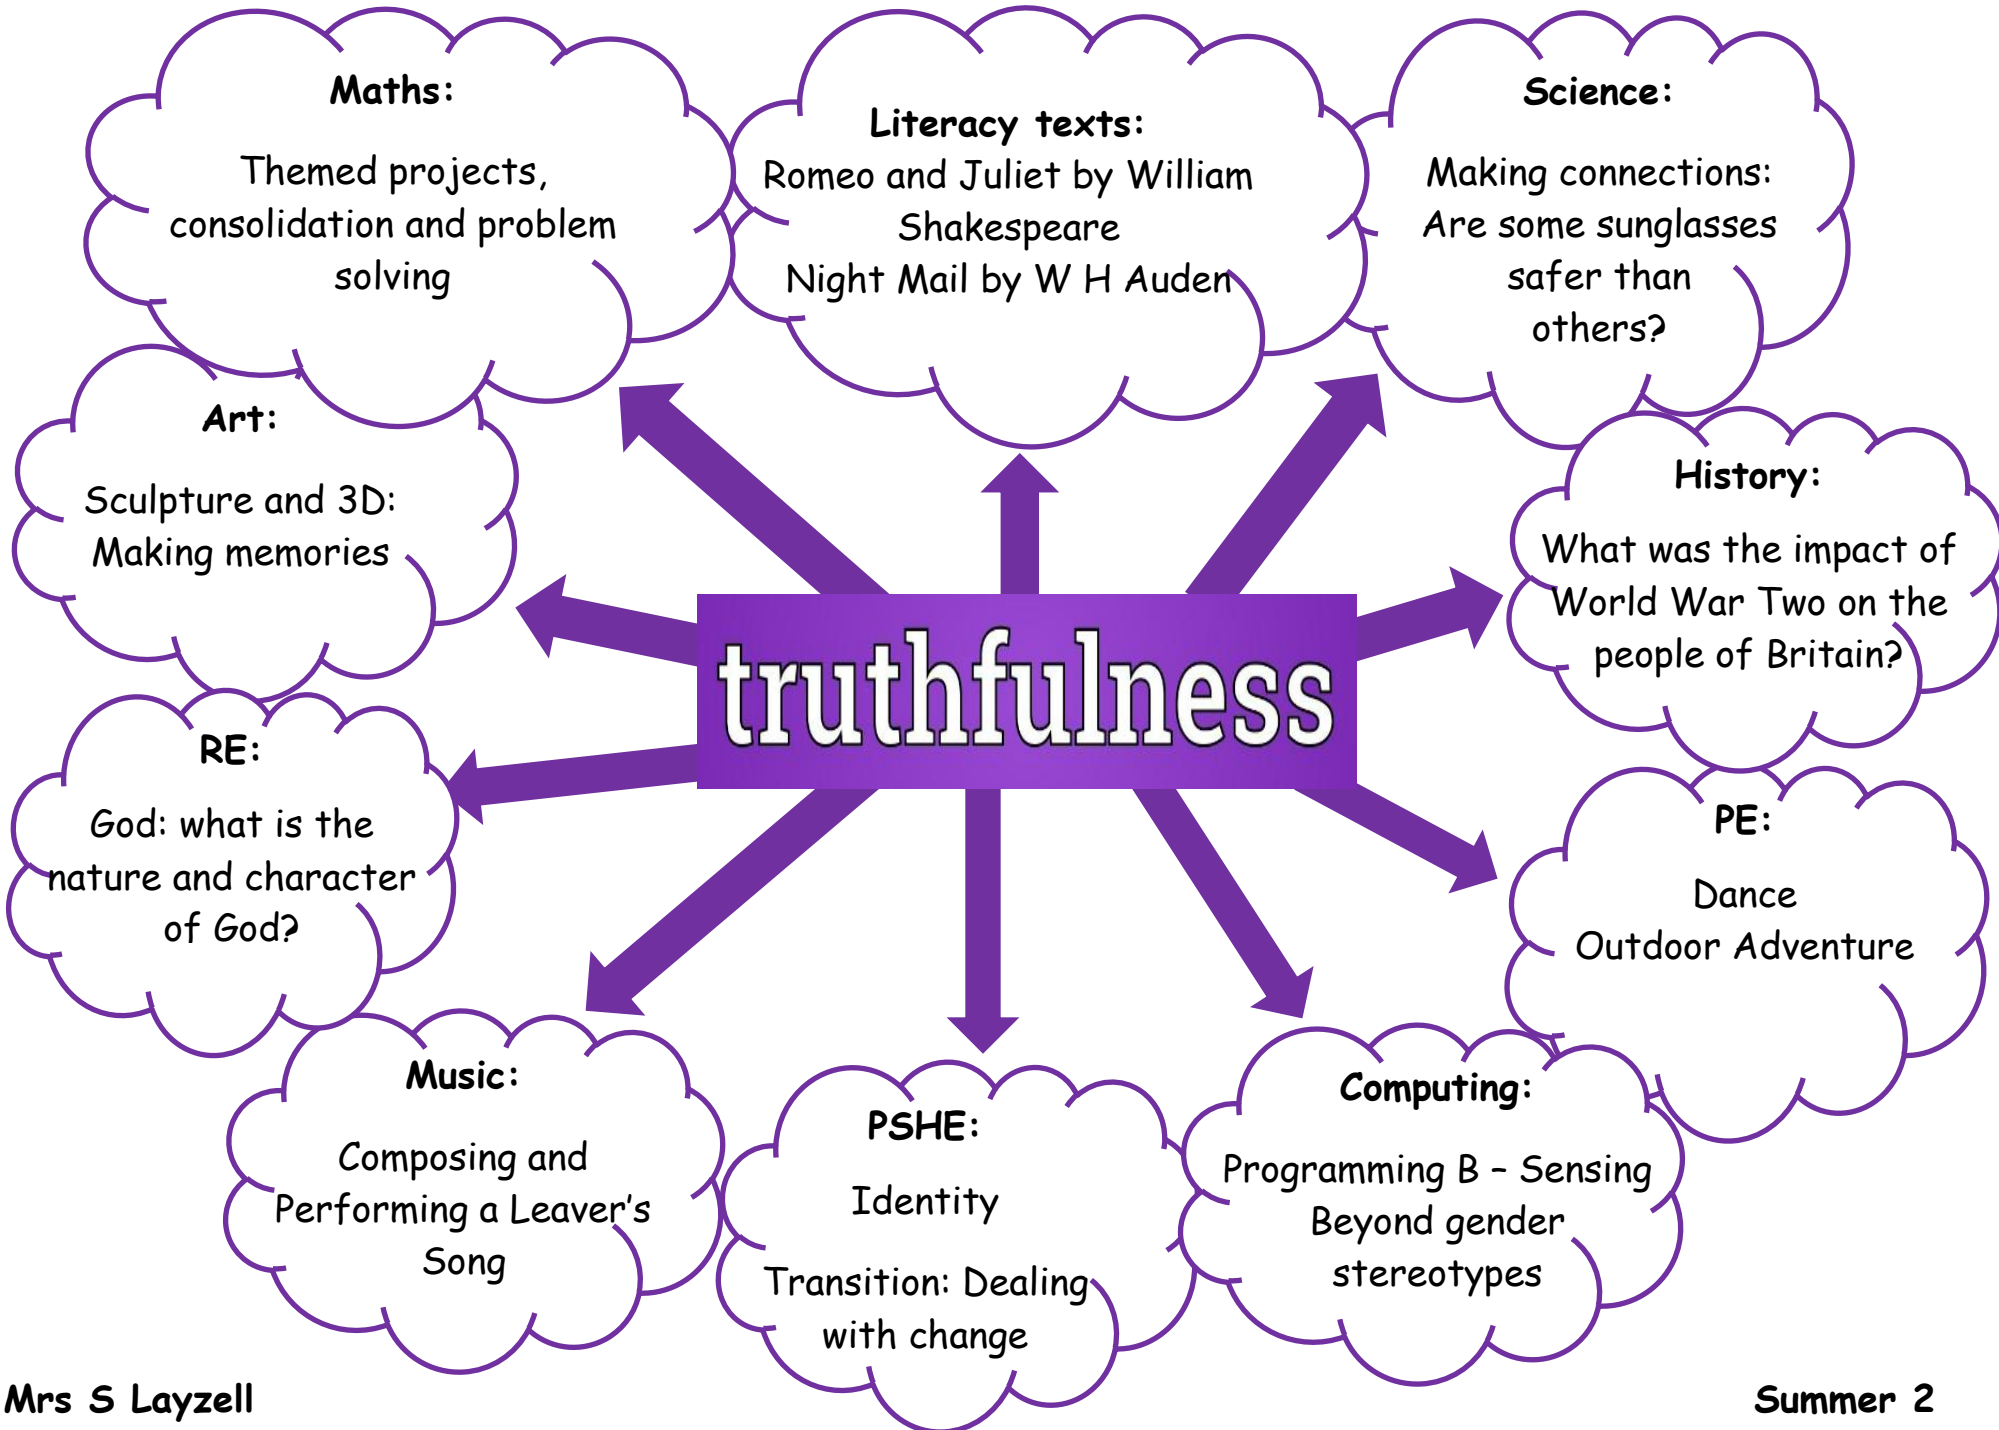 Maths:
Themed projects,
consolidation and problem
solving
Literacy texts:
Romeo and Juliet by William
Shakespeare
Night Mail by W H Auden
Science:
Making connections:
Are some sunglasses
safer than
others?
Art:
Sculpture and 3D:
Making memories
History:
What was the impact of
World War Two on the
people of Britain?
truthfulness
RE:
God: what is the
nature and character
of God?
PE:
Dance
Outdoor Adventure
Music:
Composing and
Performing a Leaver's
Song
PSHE:
Identity
Transition: Dealing
with change
Computing:
Programming B – Sensing
Beyond gender
stereotypes
Mrs S Layzell
Summer 2